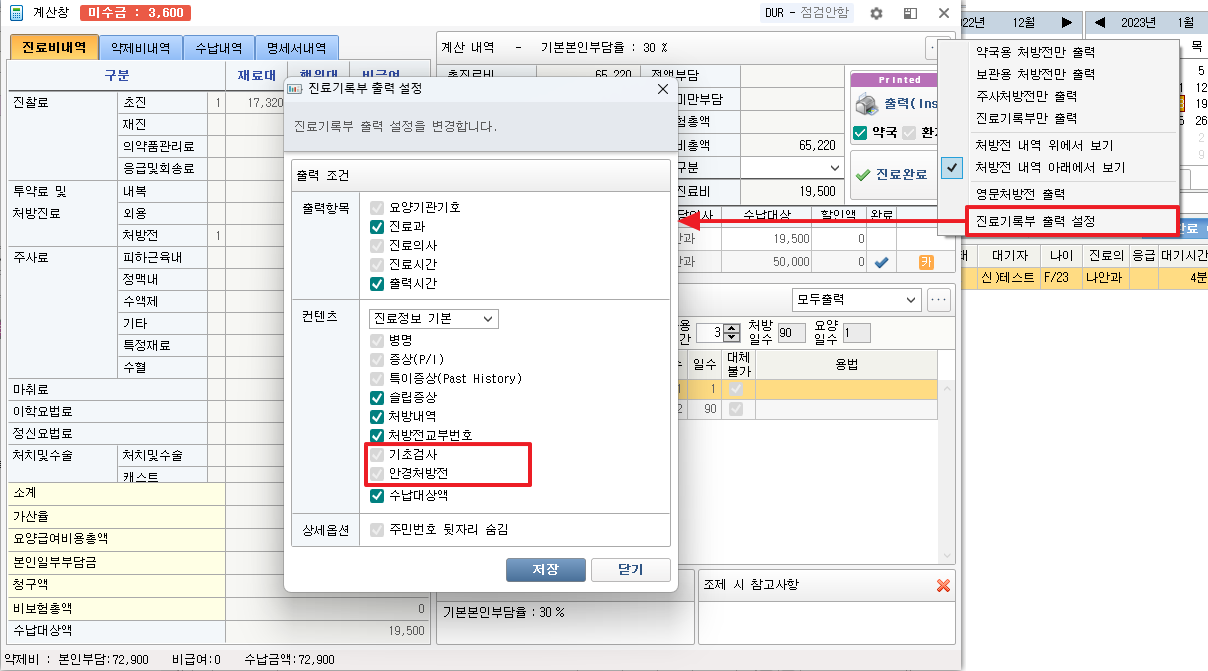 계산창 미수금 : 3,600 DUR - 점검안함
진료비내역 약제비내역 수납내역 명세서내역
구분 재료대 행위대 비급여
진찰료 초진 1 17,320
재진
의약품관리료
응급및회송료
투약료 및 내복
처방진료 외용
처방전 1
주사료 피하근육내
정맥내
수액제
기타
특정재료
수혈
마취료
이학요법료
정신요법료
처치및수술 처치및수술
캐스트
소계
가산율
요양급여비용총액
본인일부부담금
청구액
비보험총액 0
수납대상액 19,500
약제비 : 본인부담:72,900 비급여:0 수납금액:72,900
계산 내역 - 기본본인부담율 : 30 %
총진료비 65,220 전액부담
미만부담
험총액
비총액 65,220
구분
진료비 19,500
Printed
출력(Ins
약국 환
진료완료
담의사 수납대상 할인액 완료
안과 19,500 0
안과 50,000 0 카
모두출력
용 3 처방 90 요양 1
간 일수 일수
일수 대체 용법
불가
1 1
2 90
기본본인부담율 : 30 %
조제 시 참고사항
진료기록부 출력 설정
진료기록부 출력 설정을 변경합니다.
출력 조건
출력항목 요양기관기호
진료과
진료의사
진료시간
출력시간
컨텐츠 진료정보 기본
병명
증상(P/I)
특이증상(Past History)
슬립증상
처방내역
처방전교부번호
기초검사
안경처방전
수납대상액
상세옵션 주민번호 뒷자리 숨김
저장 닫기
약국용 처방전만 출력
보관용 처방전만 출력
주사처방전만 출력
진료기록부만 출력
처방전 내역 위에서 보기
처방전 내역 아래에서 보기
영문처방전 출력
진료기록부 출력 설정
22년 12월 2023년 1월
목
5
12
19
26
2
9
완료
대기자 나이 진료의 응급 대기시간
신)테스트 F/23 나안과 4분